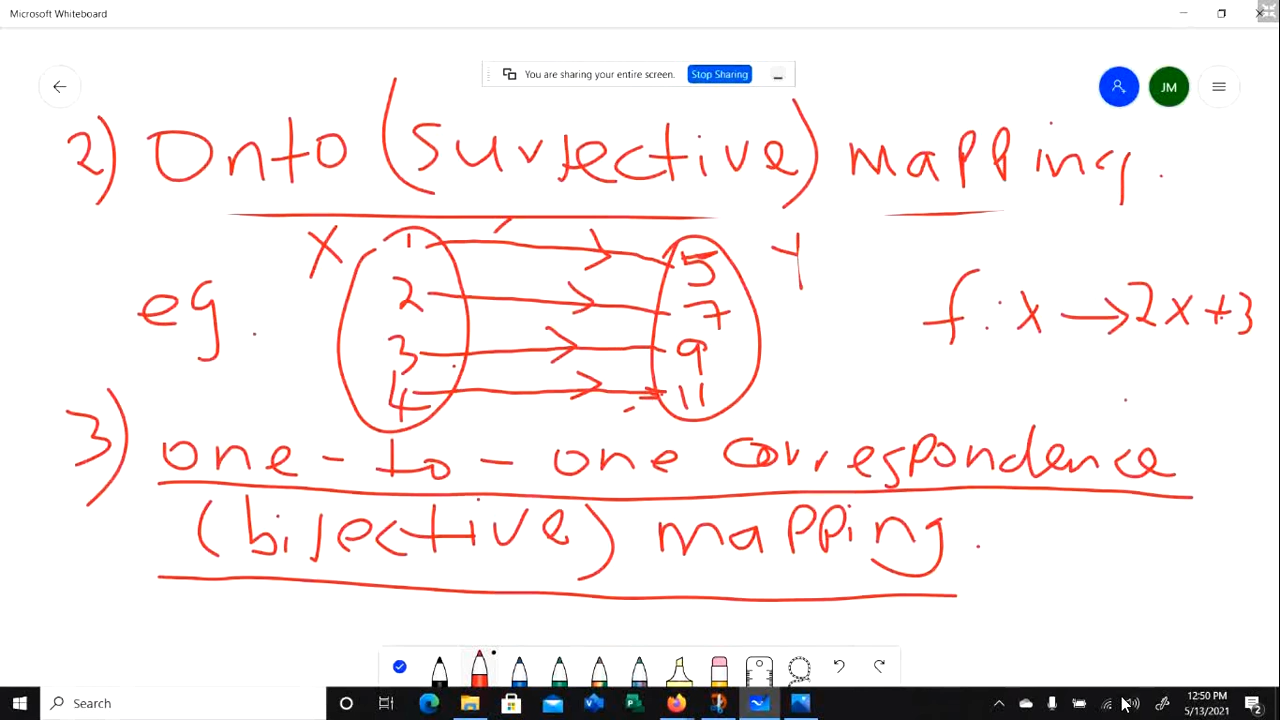 Microsoft Whiteboard
You are sharing your entire screen. Stop Sharing
JM
2) Onto (Surjective) mapping.
X Y
1 5
eg. 2 7 f: x → 2x+3
3 9
4 11
3) one-to-one correspondence
(bijective) mapping.
Search
12:50 PM
5/13/2021
2